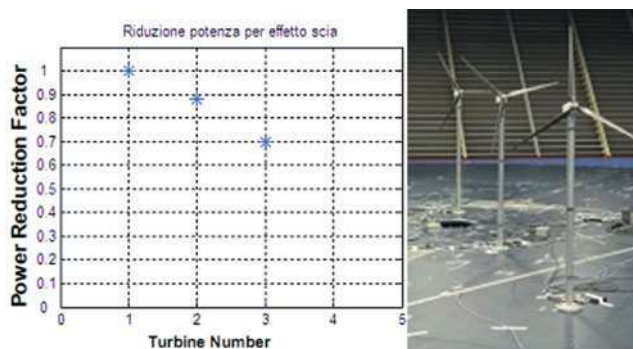 Riduzione potenza per effetto scia
Power Reduction Factor
1
0.9
0.8
0.7
0.6
0.5
0.4
0.3
0.2
0.1
0
0 1 2 3 4 5
Turbine Number